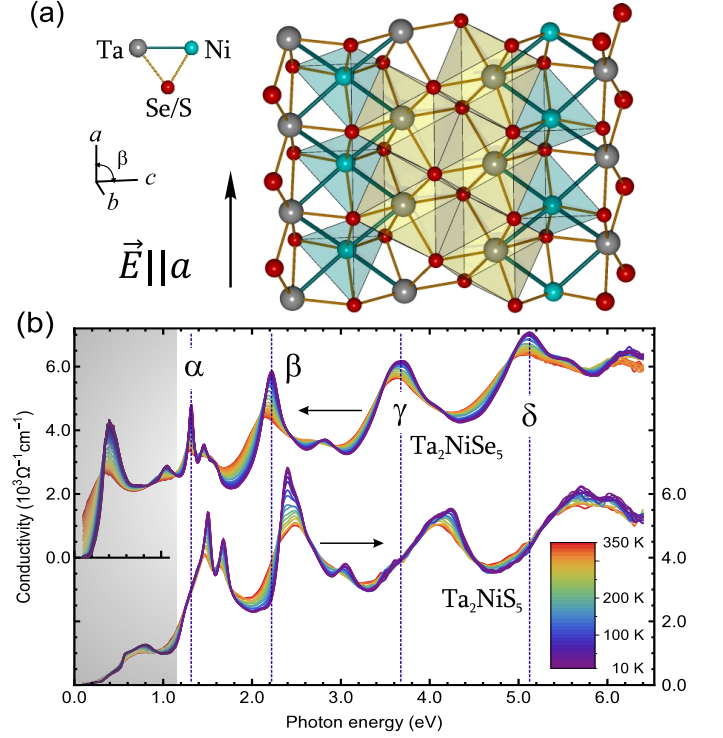 (a)
Ta Ni
Se/S
a
β
c
b
E||a
(b)
6.0
4.0
2.0
0.0
Conductivity (10³Ω⁻¹cm⁻¹)
α
β
γ
δ
Ta₂NiSe₅
Ta₂NiS₅
6.0
4.0
2.0
0.0
350 K
200 K
100 K
10 K
0.0 1.0 2.0 3.0 4.0 5.0 6.0
Photon energy (eV)